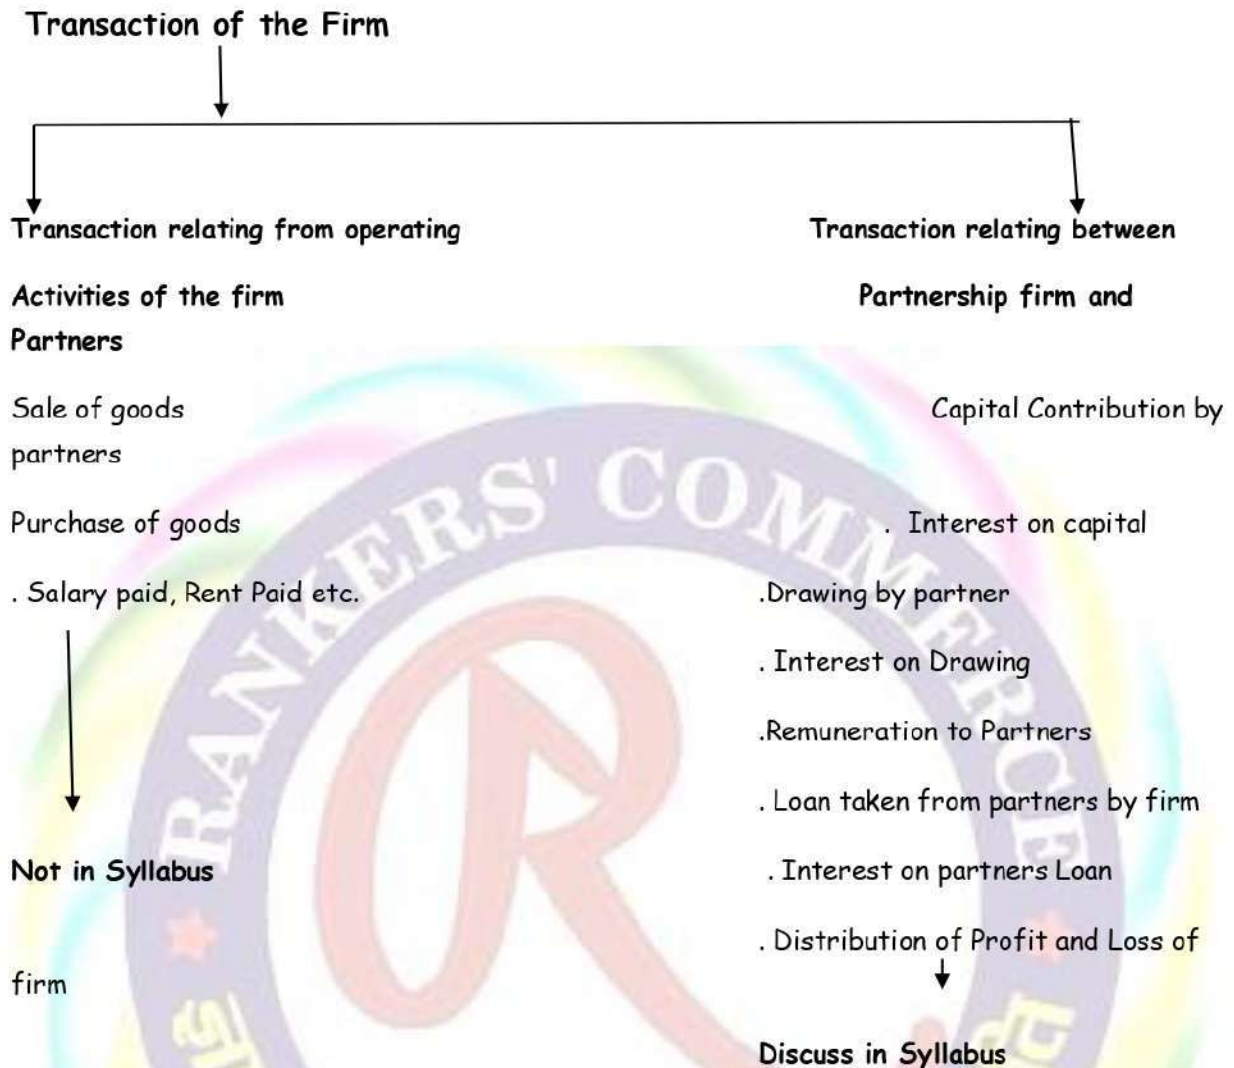 Transaction of the Firm
Transaction relating from operating Transaction relating between
Activities of the firm Partnership firm and
Partners
Sale of goods Capital Contribution by
partners
Purchase of goods . Interest on capital
. Salary paid, Rent Paid etc. .Drawing by partner
. Interest on Drawing
.Remuneration to Partners
. Loan taken from partners by firm
Not in Syllabus . Interest on partners Loan
. Distribution of Profit and Loss of
firm
Discuss in Syllabus
RANKERS' COMMERCE